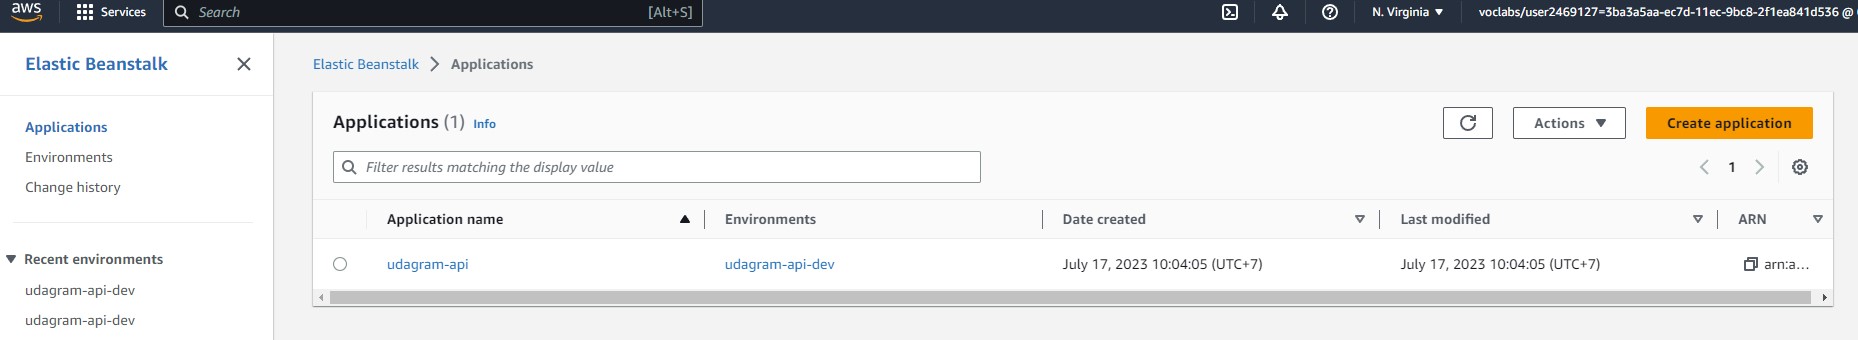 aws
Services
Search
[Alt+S]
N. Virginia
voclabs/user2469127=3ba3a5aa-ec7d-11ec-9bc8-2f1ea841d536 @
Elastic Beanstalk
Applications
Environments
Change history
Recent environments
udagram-api-dev
udagram-api-dev
Elastic Beanstalk > Applications
Applications (1) Info
Actions
Create application
Filter results matching the display value
1
Application name Environments Date created Last modified ARN
udagram-api udagram-api-dev July 17, 2023 10:04:05 (UTC+7) July 17, 2023 10:04:05 (UTC+7) arn:a...